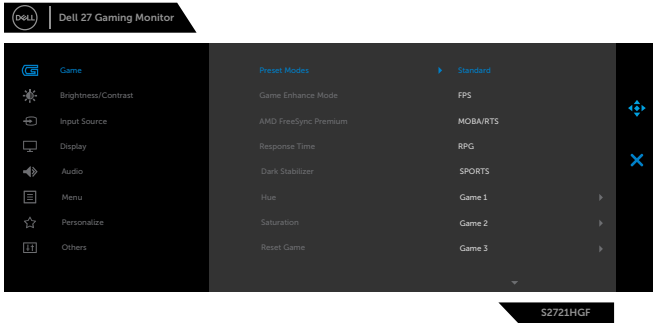 DELL
Dell 27 Gaming Monitor
Game Preset Modes Standard
Brightness/Contrast Game Enhance Mode FPS
Input Source AMD FreeSync Premium MOBA/RTS
Display Response Time RPG
Audio Dark Stabilizer SPORTS
Menu Hue Game 1
Personalize Saturation Game 2
Others Reset Game Game 3
S2721HGF